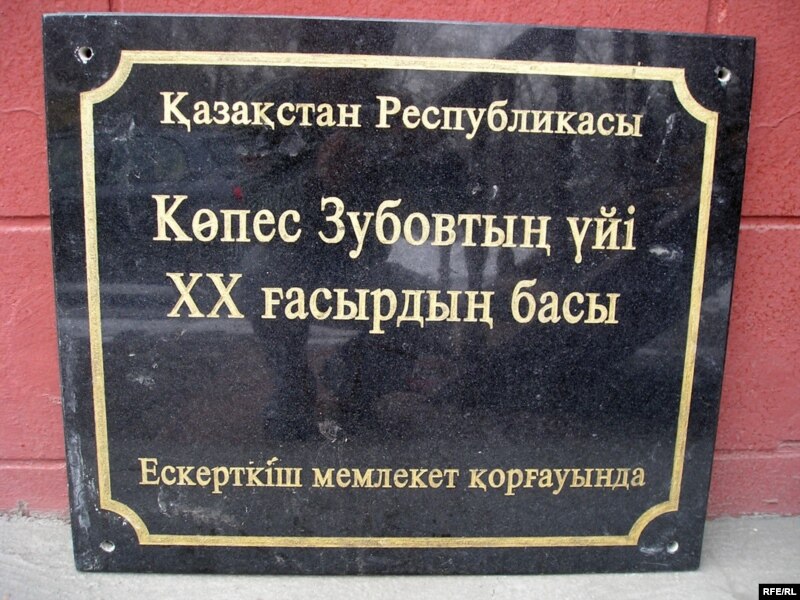 Қазақстан Республикасы
Көпес Зубовтың үйі
XX ғасырдың басы
Ескерткіш мемлекет қорғауында
RFE/RL